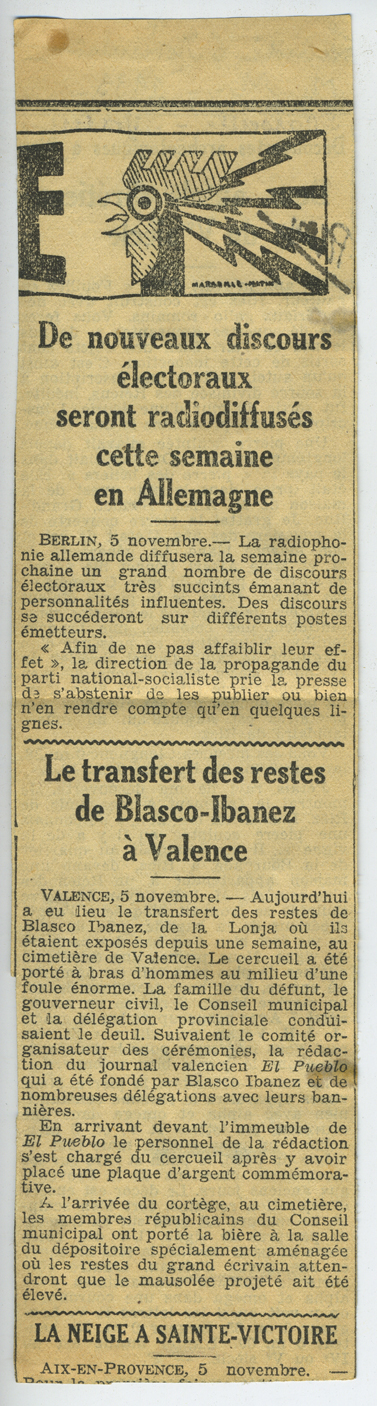 E
MARSEILLE-MATIN
De nouveaux discours
électoraux
seront radiodiffusés
cette semaine
en Allemagne
BERLIN, 5 novembre.— La radiopho-
nie allemande diffusera la semaine pro-
chaine un grand nombre de discours
électoraux très succints émanant de
personnalités influentes. Des discours
se succéderont sur différents postes
émetteurs.
« Afin de ne pas affaiblir leur ef-
fet », la direction de la propagande du
parti national-socialiste prie la presse
de s'abstenir de les publier ou bien
n'en rendre compte qu'en quelques li-
gnes.
Le transfert des restes
de Blasco-Ibanez
à Valence
VALENCE, 5 novembre. — Aujourd'hui
a eu lieu le transfert des restes de
Blasco Ibanez, de la Lonja où ils
étaient exposés depuis une semaine, au
cimetière de Valence. Le cercueil a été
porté à bras d'hommes au milieu d'une
foule énorme. La famille du défunt, le
gouverneur civil, le Conseil municipal
et la délégation provinciale condui-
saient le deuil. Suivaient le comité or-
ganisateur des cérémonies, la rédac-
tion du journal valencien El Pueblo
qui a été fondé par Blasco Ibanez et de
nombreuses délégations avec leurs ban-
nières.
En arrivant devant l'immeuble de
El Pueblo le personnel de la rédaction
s'est chargé du cercueil après y avoir
placé une plaque d'argent commémora-
tive.
A l'arrivée du cortège, au cimetière,
les membres républicains du Conseil
municipal ont porté la bière à la salle
du dépositoire spécialement aménagée
où les restes du grand écrivain atten-
dront que le mausolée projeté ait été
élevé.
LA NEIGE A SAINTE-VICTOIRE
AIX-EN-PROVENCE, 5 novembre. —